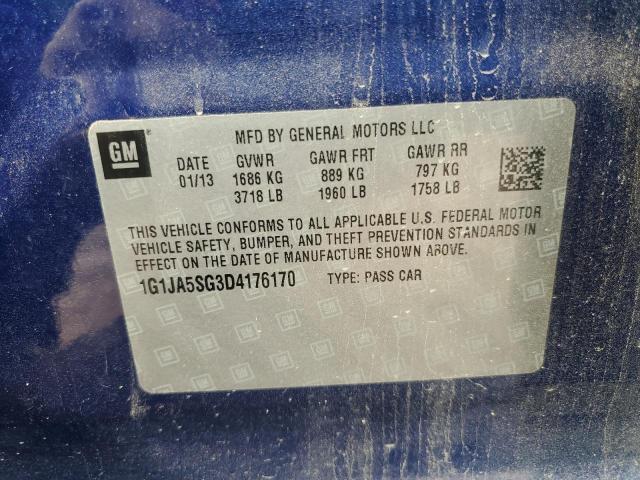 GM
MFD BY GENERAL MOTORS LLC
DATE GVWR GAWR FRT GAWR RR
01/13 1686 KG 889 KG 797 KG
3718 LB 1960 LB 1758 LB
THIS VEHICLE CONFORMS TO ALL APPLICABLE U.S. FEDERAL MOTOR
VEHICLE SAFETY, BUMPER, AND THEFT PREVENTION STANDARDS IN
EFFECT ON THE DATE OF MANUFACTURE SHOWN ABOVE.
1G1JA5SG3D4176170 TYPE: PASS CAR